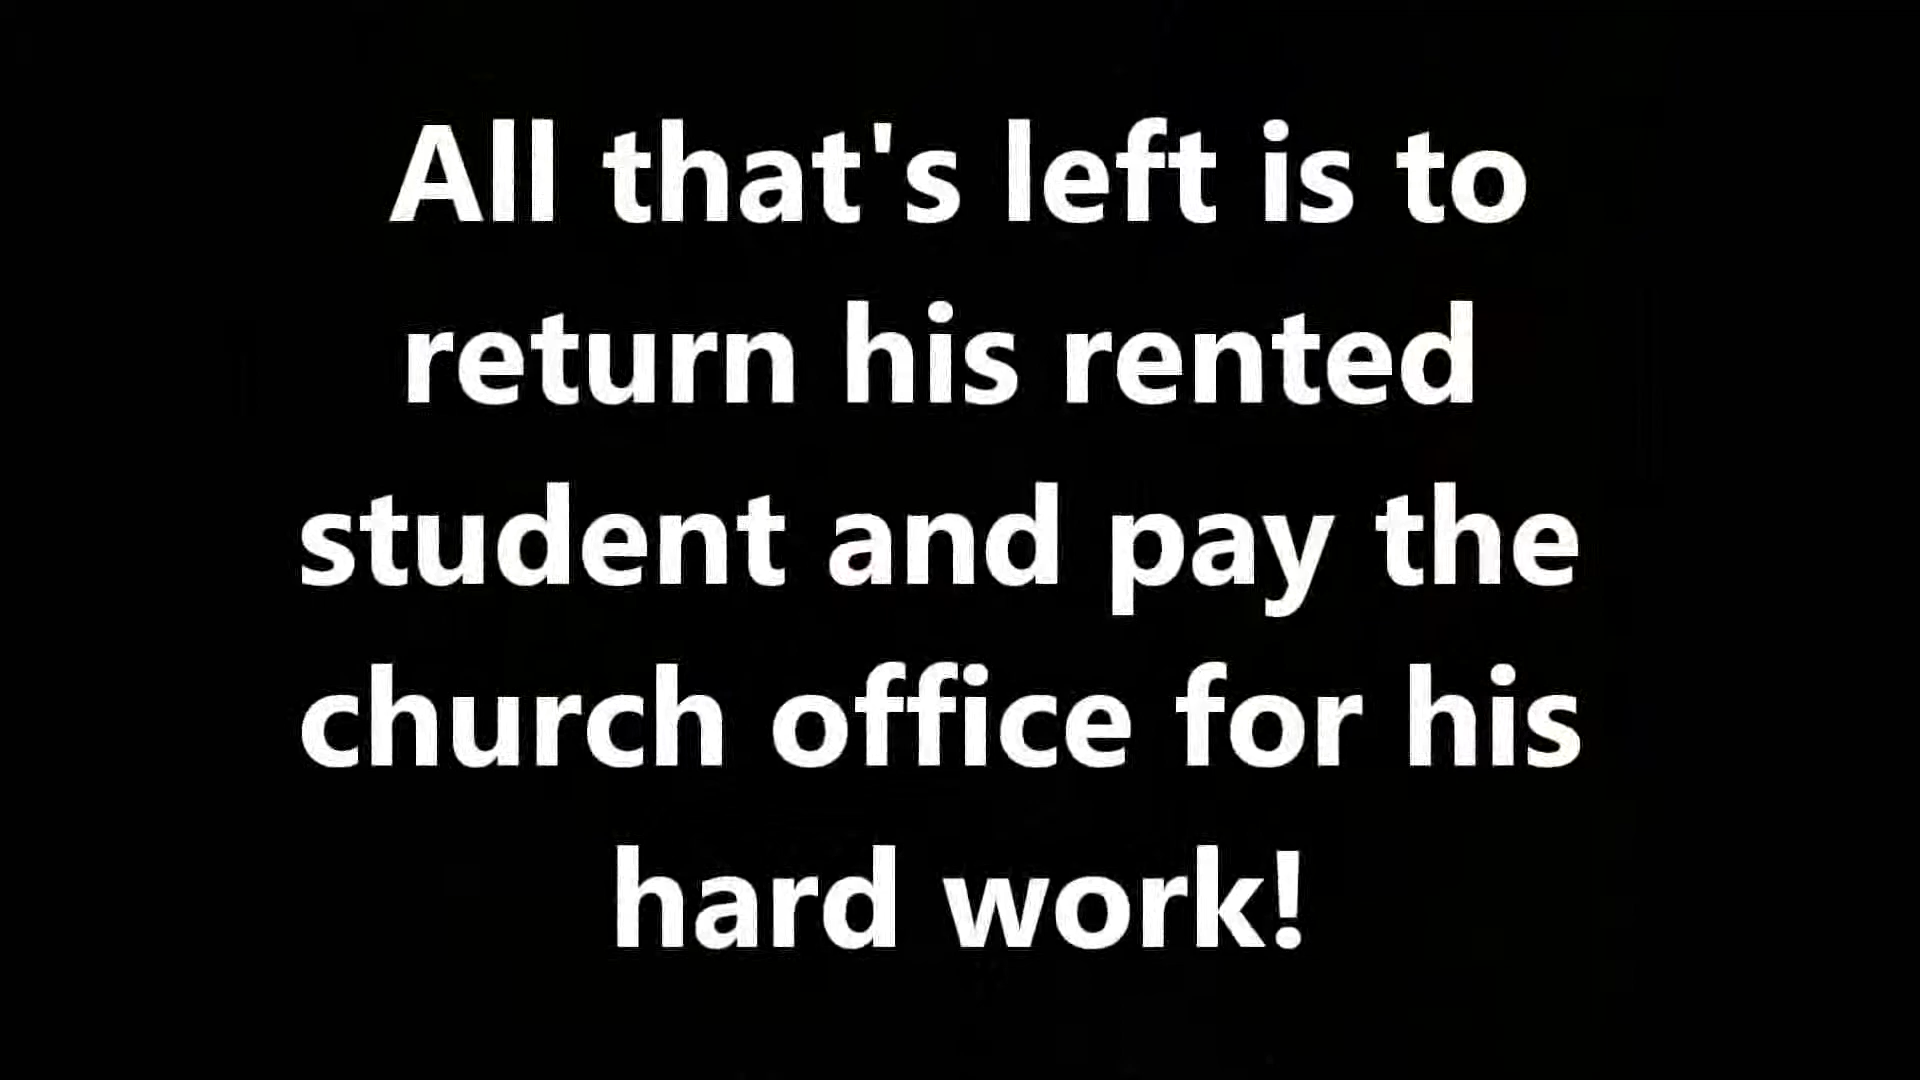 All that's left is to
return his rented
student and pay the
church office for his
hard work!